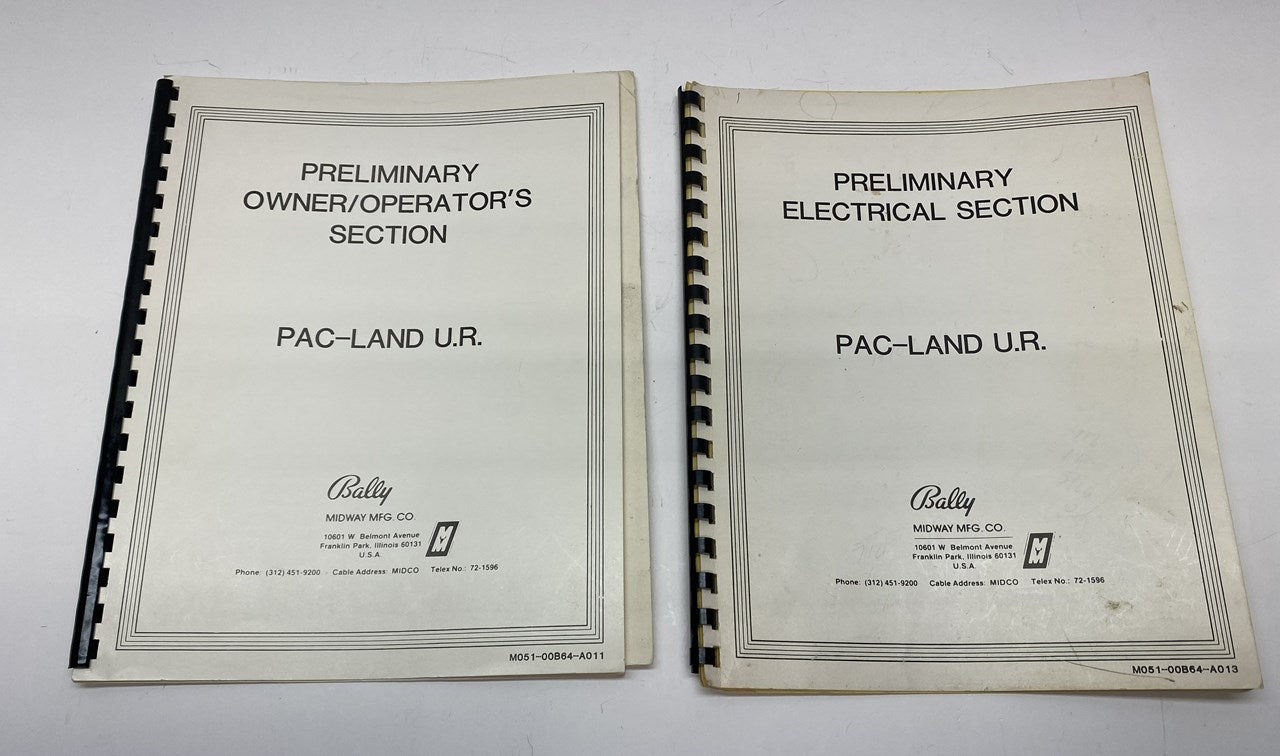 PRELIMINARY
OWNER/OPERATOR'S
SECTION
PAC-LAND U.R.
Bally
MIDWAY MFG. CO.
10601 W. Belmont Avenue
Franklin Park, Illinois 60131
U.S.A.
Phone: (312) 451-9200 Cable Address: MIDCO Telex No.: 72-1596
M051-00B64-A011
PRELIMINARY
ELECTRICAL SECTION
PAC-LAND U.R.
Bally
MIDWAY MFG. CO.
10601 W. Belmont Avenue
Franklin Park, Illinois 60131
U.S.A.
Phone: (312) 451-9200 Cable Address: MIDCO Telex No.: 72-1596
M051-00B64-A013